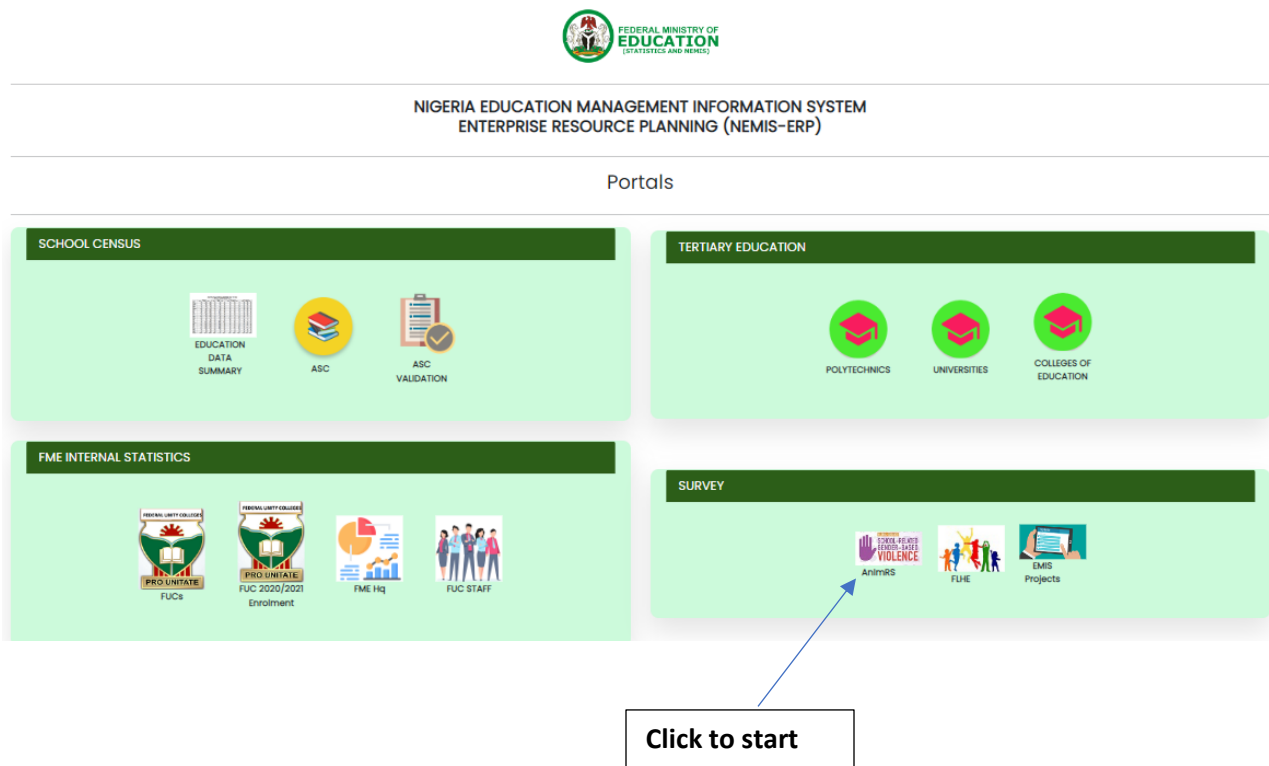 FEDERAL MINISTRY OF
EDUCATION
(STATISTICS AND NEMIS)
NIGERIA EDUCATION MANAGEMENT INFORMATION SYSTEM
ENTERPRISE RESOURCE PLANNING (NEMIS-ERP)
Portals
SCHOOL CENSUS
EDUCATION
DATA
SUMMARY
ASC
ASC
VALIDATION
TERTIARY EDUCATION
POLYTECHNICS
UNIVERSITIES
COLLEGES OF
EDUCATION
FME INTERNAL STATISTICS
FEDERAL UNITY COLLEGES
PRO UNITATE
FUCs
FEDERAL UNITY COLLEGES
PRO UNITATE
FUC 2020/2021
Enrolment
FME Hq
FUC STAFF
SURVEY
SCHOOL-RELATED
GENDER-BASED
VIOLENCE
AnImRS
FLHE
EMIS
Projects
Click to start